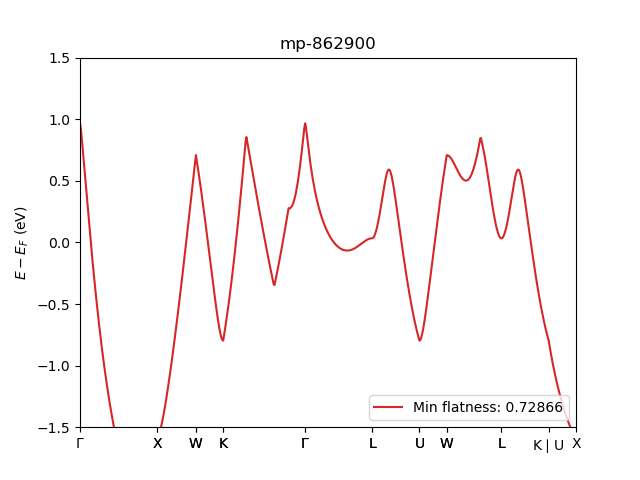 mp-862900
E − E_F (eV)
1.5
1.0
0.5
0.0
−0.5
−1.0
−1.5
Min flatness: 0.72866
Γ X W K Γ L U W L K | U X